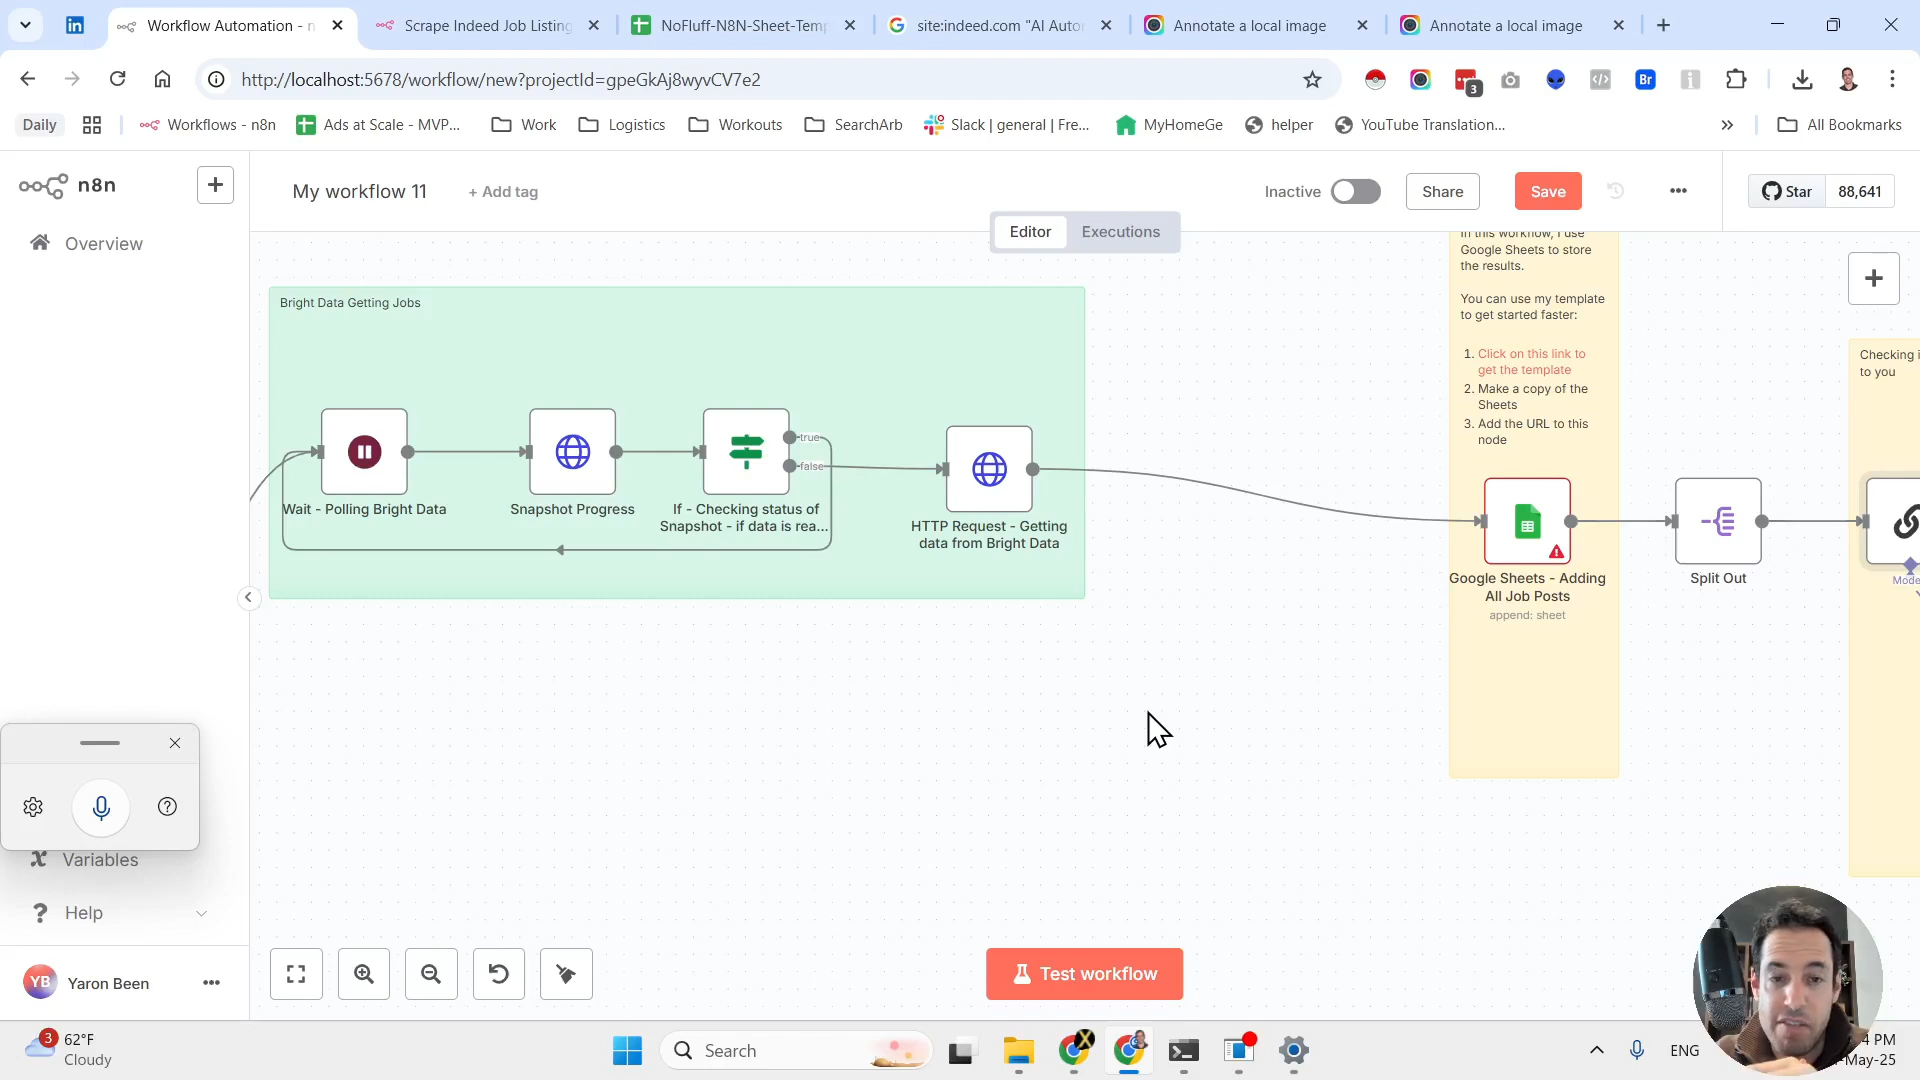 Workflow Automation - n
Scrape Indeed Job Listing
NoFluff-N8N-Sheet-Temp
site:indeed.com "AI Autor
Annotate a local image
Annotate a local image
http://localhost:5678/workflow/new?projectId=gpeGkAj8wyvCV7e2
3
Br
Daily
Workflows - n8n
Ads at Scale - MVP...
Work
Logistics
Workouts
SearchArb
Slack | general | Fre...
MyHomeGe
helper
YouTube Translation...
All Bookmarks
n8n
My workflow 11
+ Add tag
Inactive
Share
Save
Star
88,641
Overview
Editor
Executions
In this workflow, I use
Google Sheets to store
the results.
You can use my template
to get started faster:
1. Click on this link to
get the template
2. Make a copy of the
Sheets
3. Add the URL to this
node
Bright Data Getting Jobs
Checking i
to you
true
false
Wait - Polling Bright Data
Snapshot Progress
If - Checking status of
Snapshot - if data is rea...
HTTP Request - Getting
data from Bright Data
Google Sheets - Adding
All Job Posts
append: sheet
Split Out
Mode
Variables
Help
YB
Yaron Been
Test workflow
3
62°F
Cloudy
Search
ENG
4 PM
-May-25